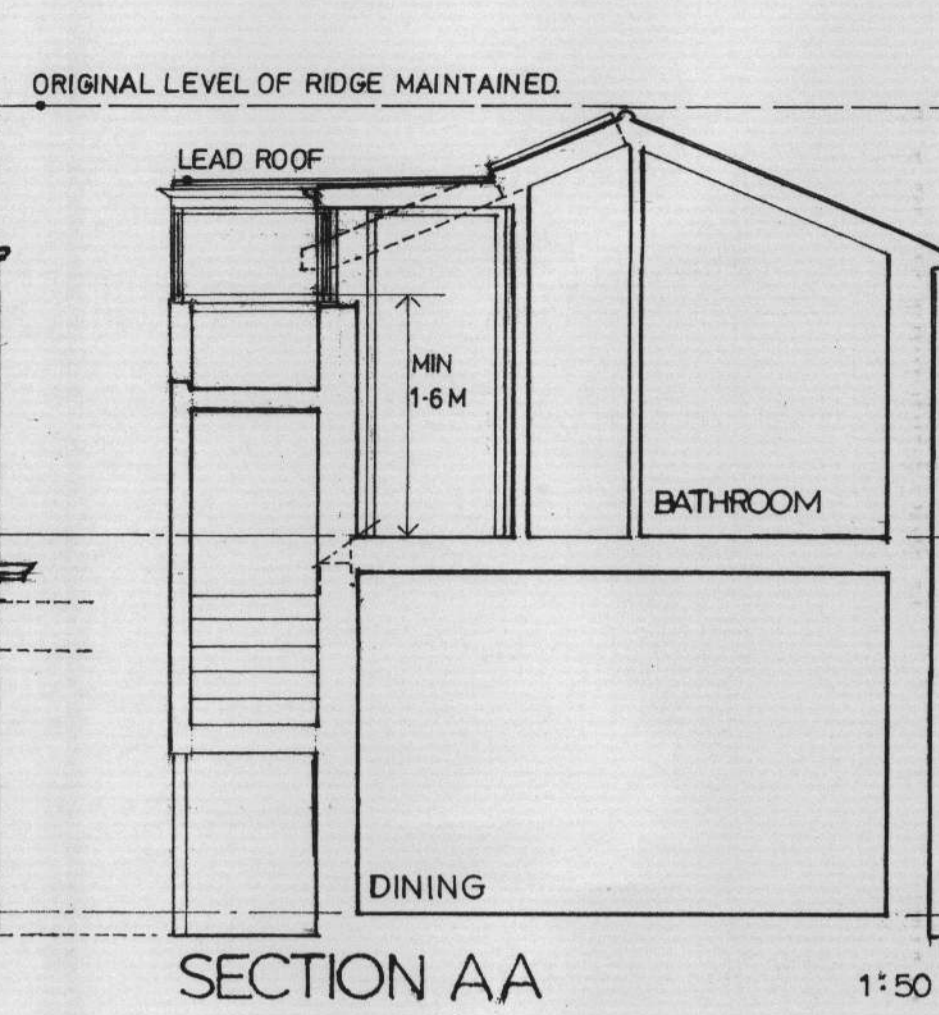 ORIGINAL LEVEL OF RIDGE MAINTAINED.
LEAD ROOF
MIN
1·6 M
BATHROOM
DINING
SECTION AA
1:50